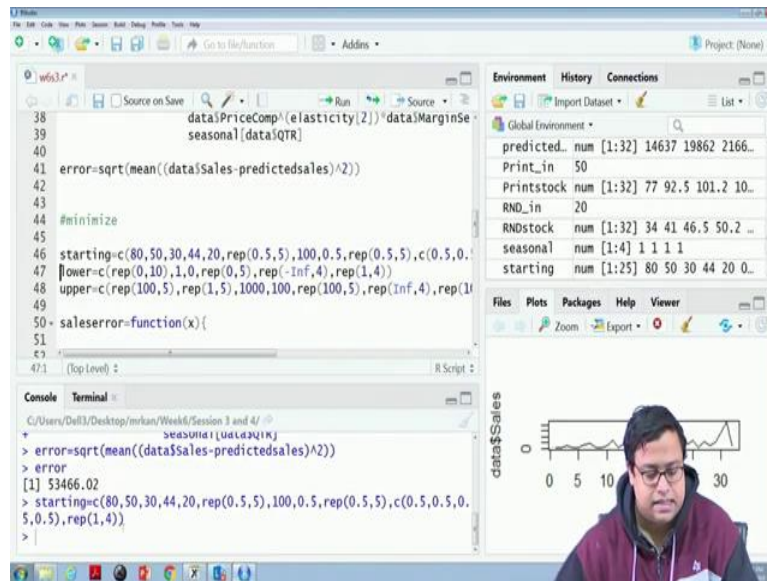 RStudio
File Edit Code View Plots Session Build Debug Profile Tools Help
Go to file/function Addins Project: (None)
w6s3.r*
Source on Save Run Source
38 data$PriceComp^(elasticity[2])*data$MarginSe
39 seasonal[data$QTR]
40
41 error=sqrt(mean((data$Sales-predictedsales)^2))
42
43
44 #minimize
45
46 starting=c(80,50,30,44,20,rep(0.5,5),100,0.5,rep(0.5,5),c(0.5,0.
47 lower=c(rep(0,10),1,0,rep(0,5),rep(-Inf,4),rep(1,4))
48 upper=c(rep(100,5),rep(1,5),1000,100,rep(100,5),rep(Inf,4),rep(1
49
50 saleserror=function(x){
51
52
47:1 (Top Level) R Script
Console Terminal
C:/Users/Dell3/Desktop/mrkan/Week6/Session 3 and 4/
+ seasonal[data$QTR]
> error=sqrt(mean((data$Sales-predictedsales)^2))
> error
[1] 53466.02
> starting=c(80,50,30,44,20,rep(0.5,5),100,0.5,rep(0.5,5),c(0.5,0.5,0.
5,0.5),rep(1,4))
>
Environment History Connections
Import Dataset List
Global Environment
predicted… num [1:32] 14637 19862 2166…
Print_in 50
Printstock num [1:32] 77 92.5 101.2 10…
RND_in 20
RNDstock num [1:32] 34 41 46.5 50.2 …
seasonal num [1:4] 1 1 1 1
starting num [1:25] 80 50 30 44 20 0…
Files Plots Packages Help Viewer
Zoom Export
data$Sales
0
0 5 10 30